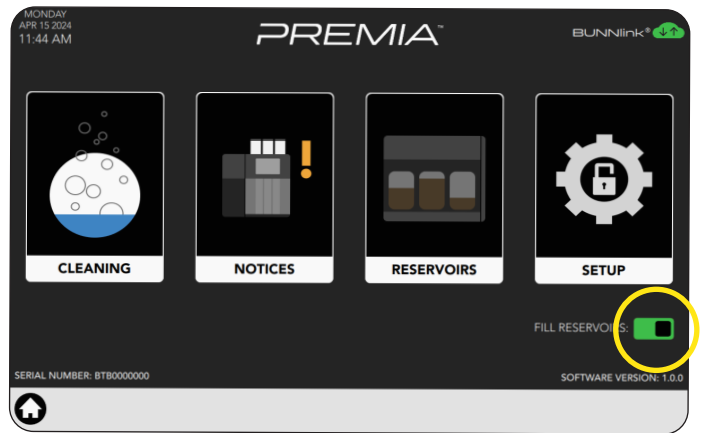 MONDAY
APR 15 2024
11:44 AM
PREMIA™
BUNNlink®
CLEANING
NOTICES
RESERVOIRS
SETUP
FILL RESERVOIRS:
SERIAL NUMBER: BTB0000000
SOFTWARE VERSION: 1.0.0